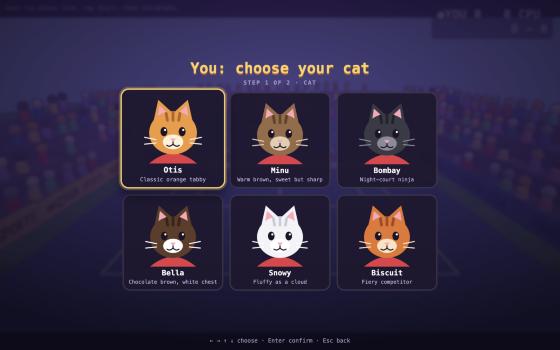 You: choose your cat
STEP 1 OF 2 · CAT
Otis
Classic orange tabby
Minu
Warm brown, sweet but sharp
Bombay
Night-court ninja
Bella
Chocolate brown, white chest
Snowy
Fluffy as a cloud
Biscuit
Fiery competitor
← → ↑ ↓ choose · Enter confirm · Esc back